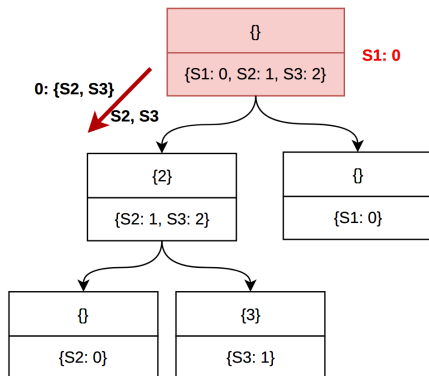 {}
{S1: 0, S2: 1, S3: 2}
S1: 0
0: {S2, S3}
S2, S3
{2}
{S2: 1, S3: 2}
{}
{S1: 0}
{}
{S2: 0}
{3}
{S3: 1}